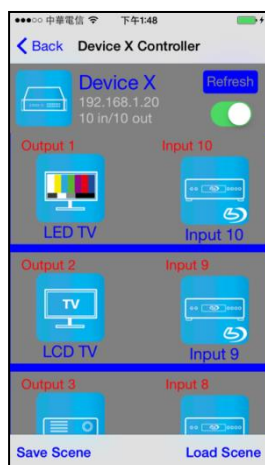 中華電信 下午1:48
Back Device X Controller
Device X Refresh
192.168.1.20
10 in/10 out
Output 1 Input 10
LED TV Input 10
Output 2 Input 9
TV
LCD TV Input 9
Output 3 Input 8
Save Scene Load Scene